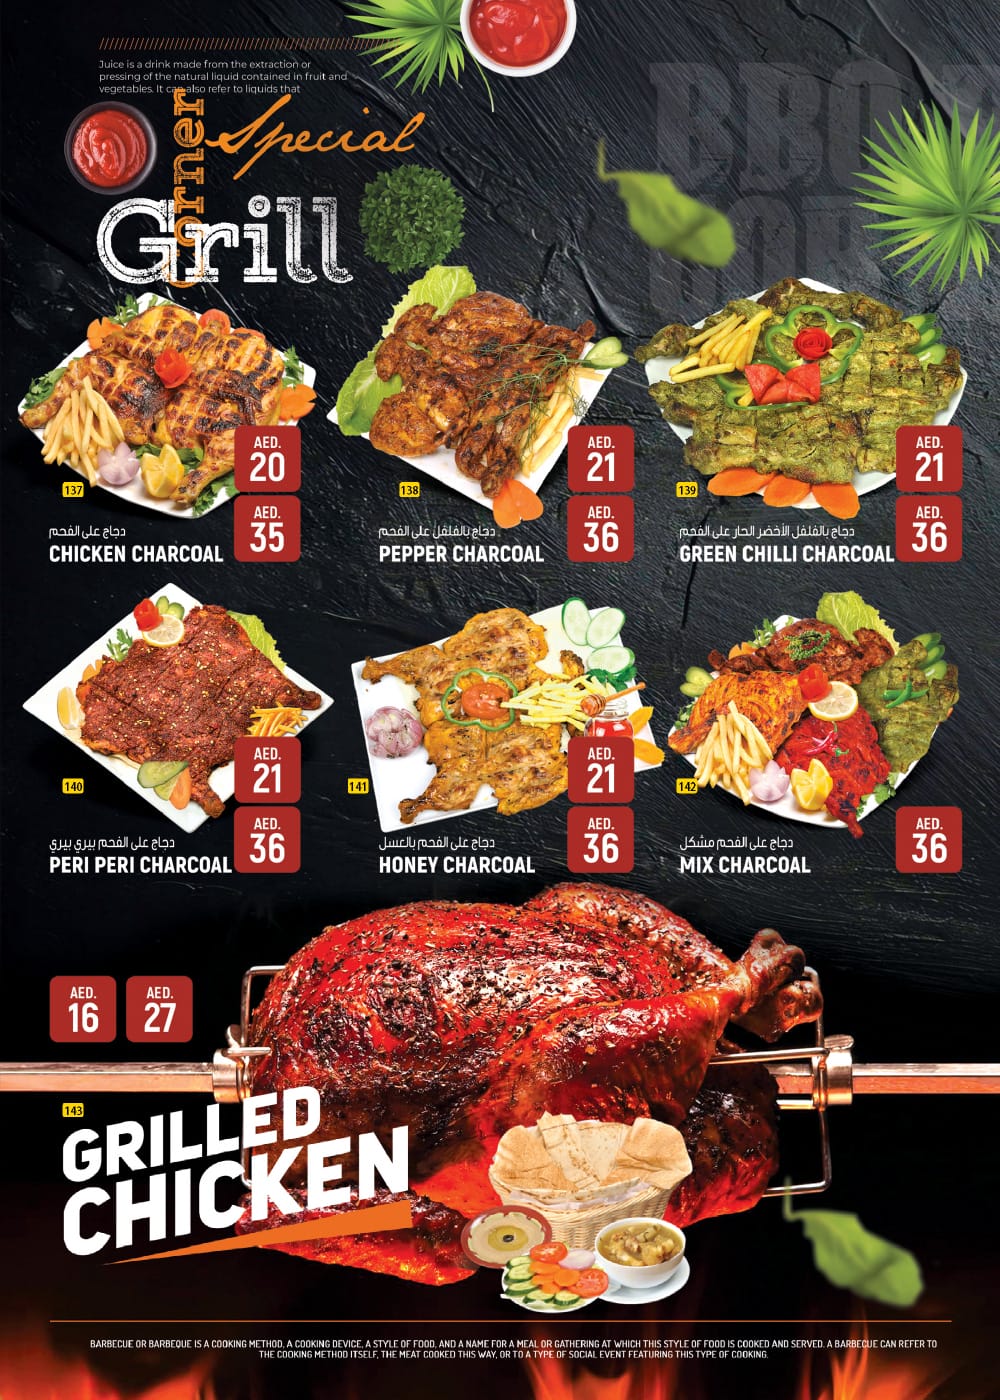 Juice is a drink made from the extraction or
pressing of the natural liquid contained in fruit and
vegetables. It can also refer to liquids that
Special
corner
Grill
AED.
20
AED.
35
137
دجاج على الفحم
CHICKEN CHARCOAL
AED.
21
AED.
36
138
دجاج بالفلفل على الفحم
PEPPER CHARCOAL
AED.
21
AED.
36
139
دجاج بالفلفل الأخضر الحار على الفحم
GREEN CHILLI CHARCOAL
AED.
21
AED.
36
140
دجاج على الفحم بيري بيري
PERI PERI CHARCOAL
AED.
21
AED.
36
141
دجاج على الفحم بالعسل
HONEY CHARCOAL
142
AED.
36
دجاج على الفحم مشكل
MIX CHARCOAL
AED.
16
AED.
27
143
GRILLED
CHICKEN
BARBECUE OR BARBEQUE IS A COOKING METHOD, A COOKING DEVICE, A STYLE OF FOOD, AND A NAME FOR A MEAL OR GATHERING AT WHICH THIS STYLE OF FOOD IS COOKED AND SERVED. A BARBECUE CAN REFER TO
THE COOKING METHOD ITSELF, THE MEAT COOKED THIS WAY, OR TO A TYPE OF SOCIAL EVENT FEATURING THIS TYPE OF COOKING.